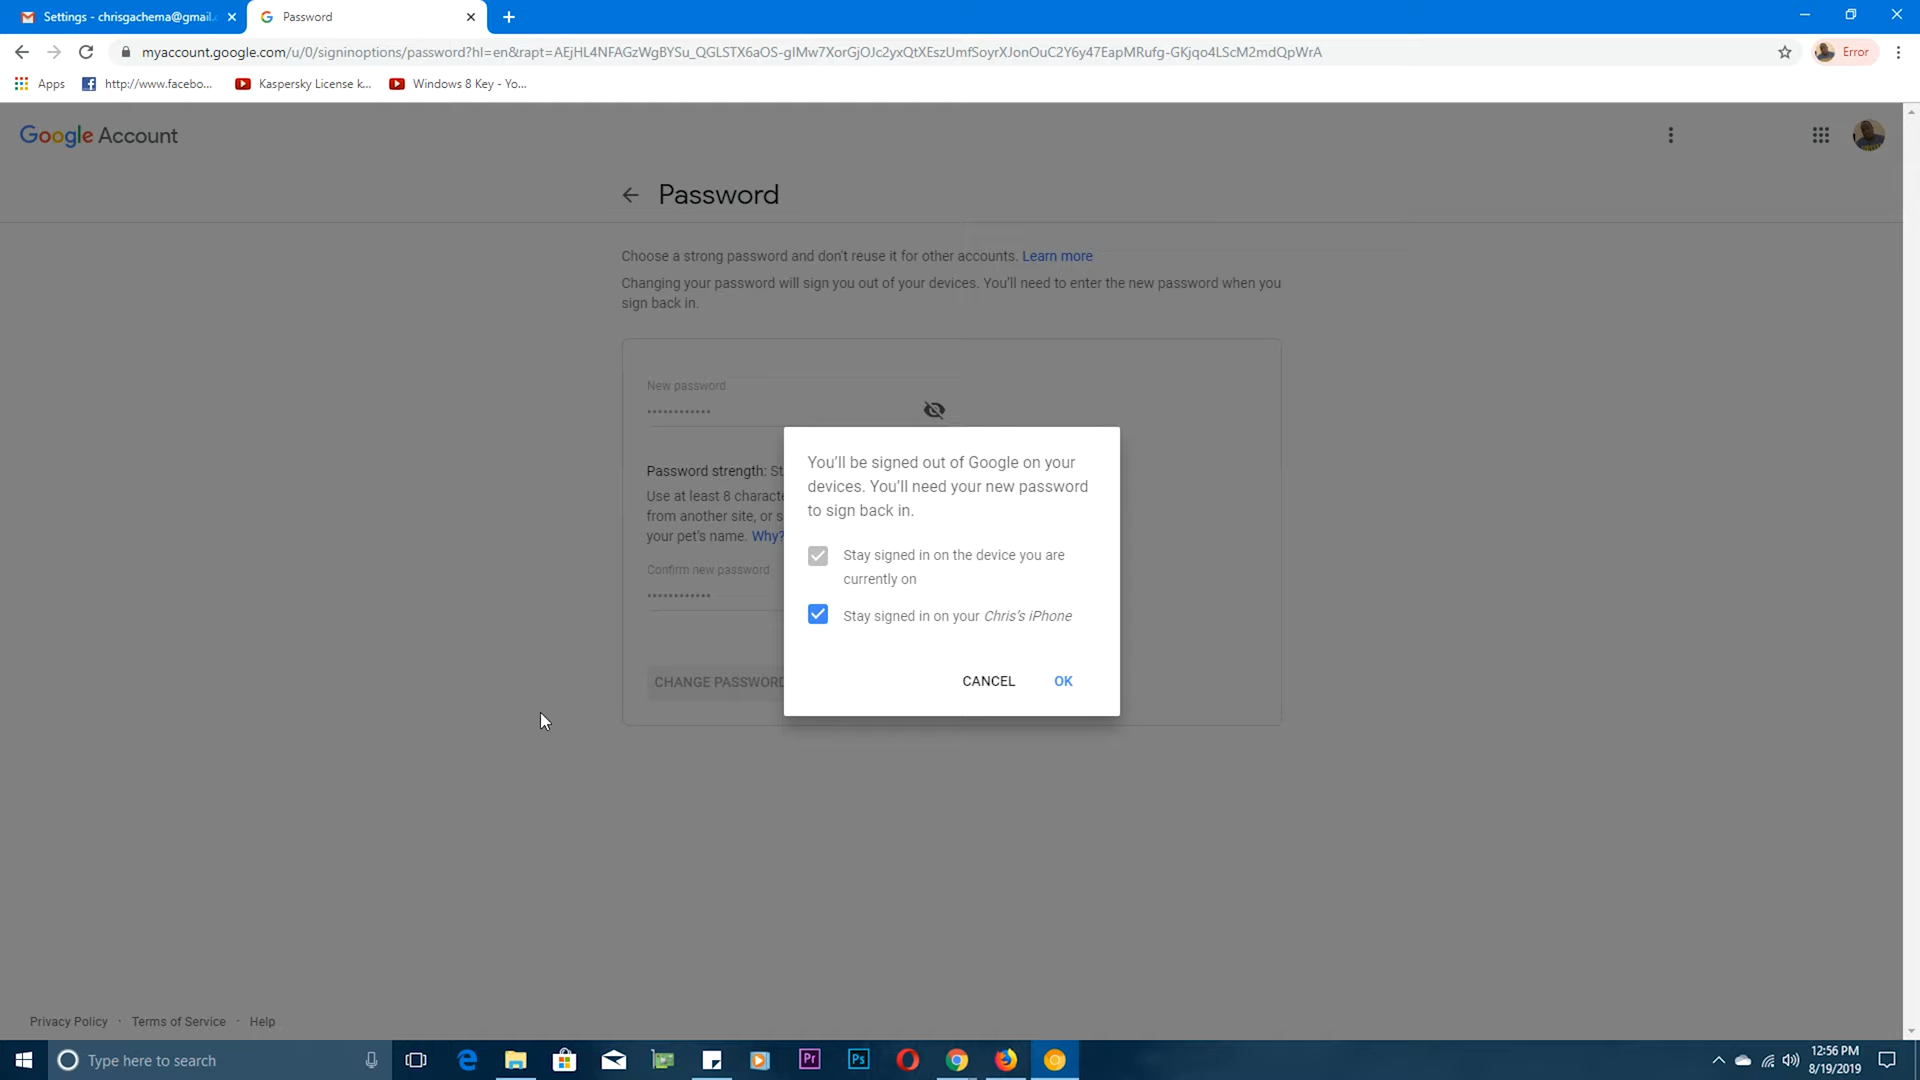 Settings - chrisgachema@gmail.
Password
myaccount.google.com/u/0/signinoptions/password?hl=en&rapt=AEjHL4NFAGzWgBYSu_QGLSTX6aOS-gIMw7XorGjOJc2yxQtXEszUmfSoyrXJonOuC2Y6y47EapMRufg-GKjqo4LScM2mdQpWrA
Error
Apps
http://www.facebo...
Kaspersky License k...
Windows 8 Key - Yo...
Google Account
Password
Choose a strong password and don't reuse it for other accounts. Learn more
Changing your password will sign you out of your devices. You'll need to enter the new password when you
sign back in.
New password
Password strength: St
Use at least 8 characte
from another site, or s
your pet's name. Why?
Confirm new password
CHANGE PASSWORD
You'll be signed out of Google on your
devices. You'll need your new password
to sign back in.
Stay signed in on the device you are
currently on
Stay signed in on your Chris's iPhone
CANCEL OK
Privacy Policy · Terms of Service · Help
Type here to search
Pr
Ps
12:56 PM
8/19/2019